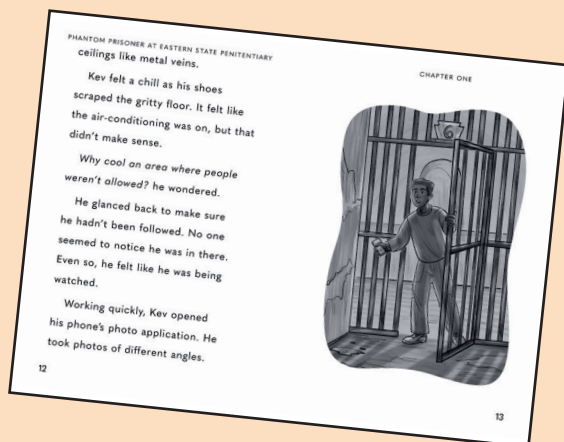 PHANTOM PRISONER AT EASTERN STATE PENITENTIARY
ceilings like metal veins.
Kev felt a chill as his shoes
scraped the gritty floor. It felt like
the air-conditioning was on, but that
didn't make sense.
Why cool an area where people
weren't allowed? he wondered.
He glanced back to make sure
he hadn't been followed. No one
seemed to notice he was in there.
Even so, he felt like he was being
watched.
Working quickly, Kev opened
his phone's photo application. He
took photos of different angles.
12
CHAPTER ONE
6
13